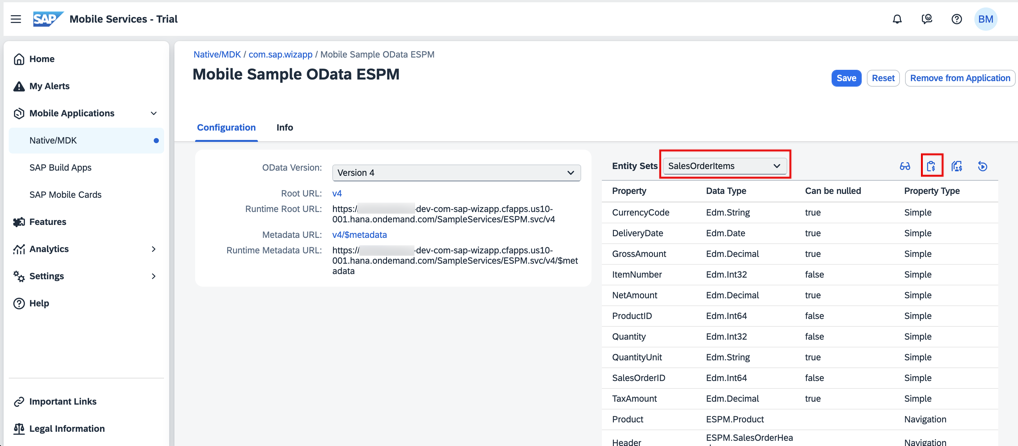 SAP Mobile Services - Trial
BM
Home
My Alerts
Mobile Applications
Native/MDK
SAP Build Apps
SAP Mobile Cards
Features
Analytics
Settings
Help
Important Links
Legal Information
Native/MDK / com.sap.wizapp / Mobile Sample OData ESPM
Mobile Sample OData ESPM
Save Reset Remove from Application
Configuration Info
OData Version: Version 4
Root URL: v4
Runtime Root URL: https:/ -dev-com-sap-wizapp.cfapps.us10-
001.hana.ondemand.com/SampleServices/ESPM.svc/v4
Metadata URL: v4/$metadata
Runtime Metadata URL: https:/ -dev-com-sap-wizapp.cfapps.us10-
001.hana.ondemand.com/SampleServices/ESPM.svc/v4/$met
adata
Entity Sets SalesOrderItems
Property Data Type Can be nulled Property Type
CurrencyCode Edm.String true Simple
DeliveryDate Edm.Date true Simple
GrossAmount Edm.Decimal true Simple
ItemNumber Edm.Int32 false Simple
NetAmount Edm.Decimal true Simple
ProductID Edm.Int64 false Simple
Quantity Edm.Int32 false Simple
QuantityUnit Edm.String true Simple
SalesOrderID Edm.Int64 false Simple
TaxAmount Edm.Decimal true Simple
Product ESPM.Product Navigation
Header ESPM.SalesOrderHea Navigation